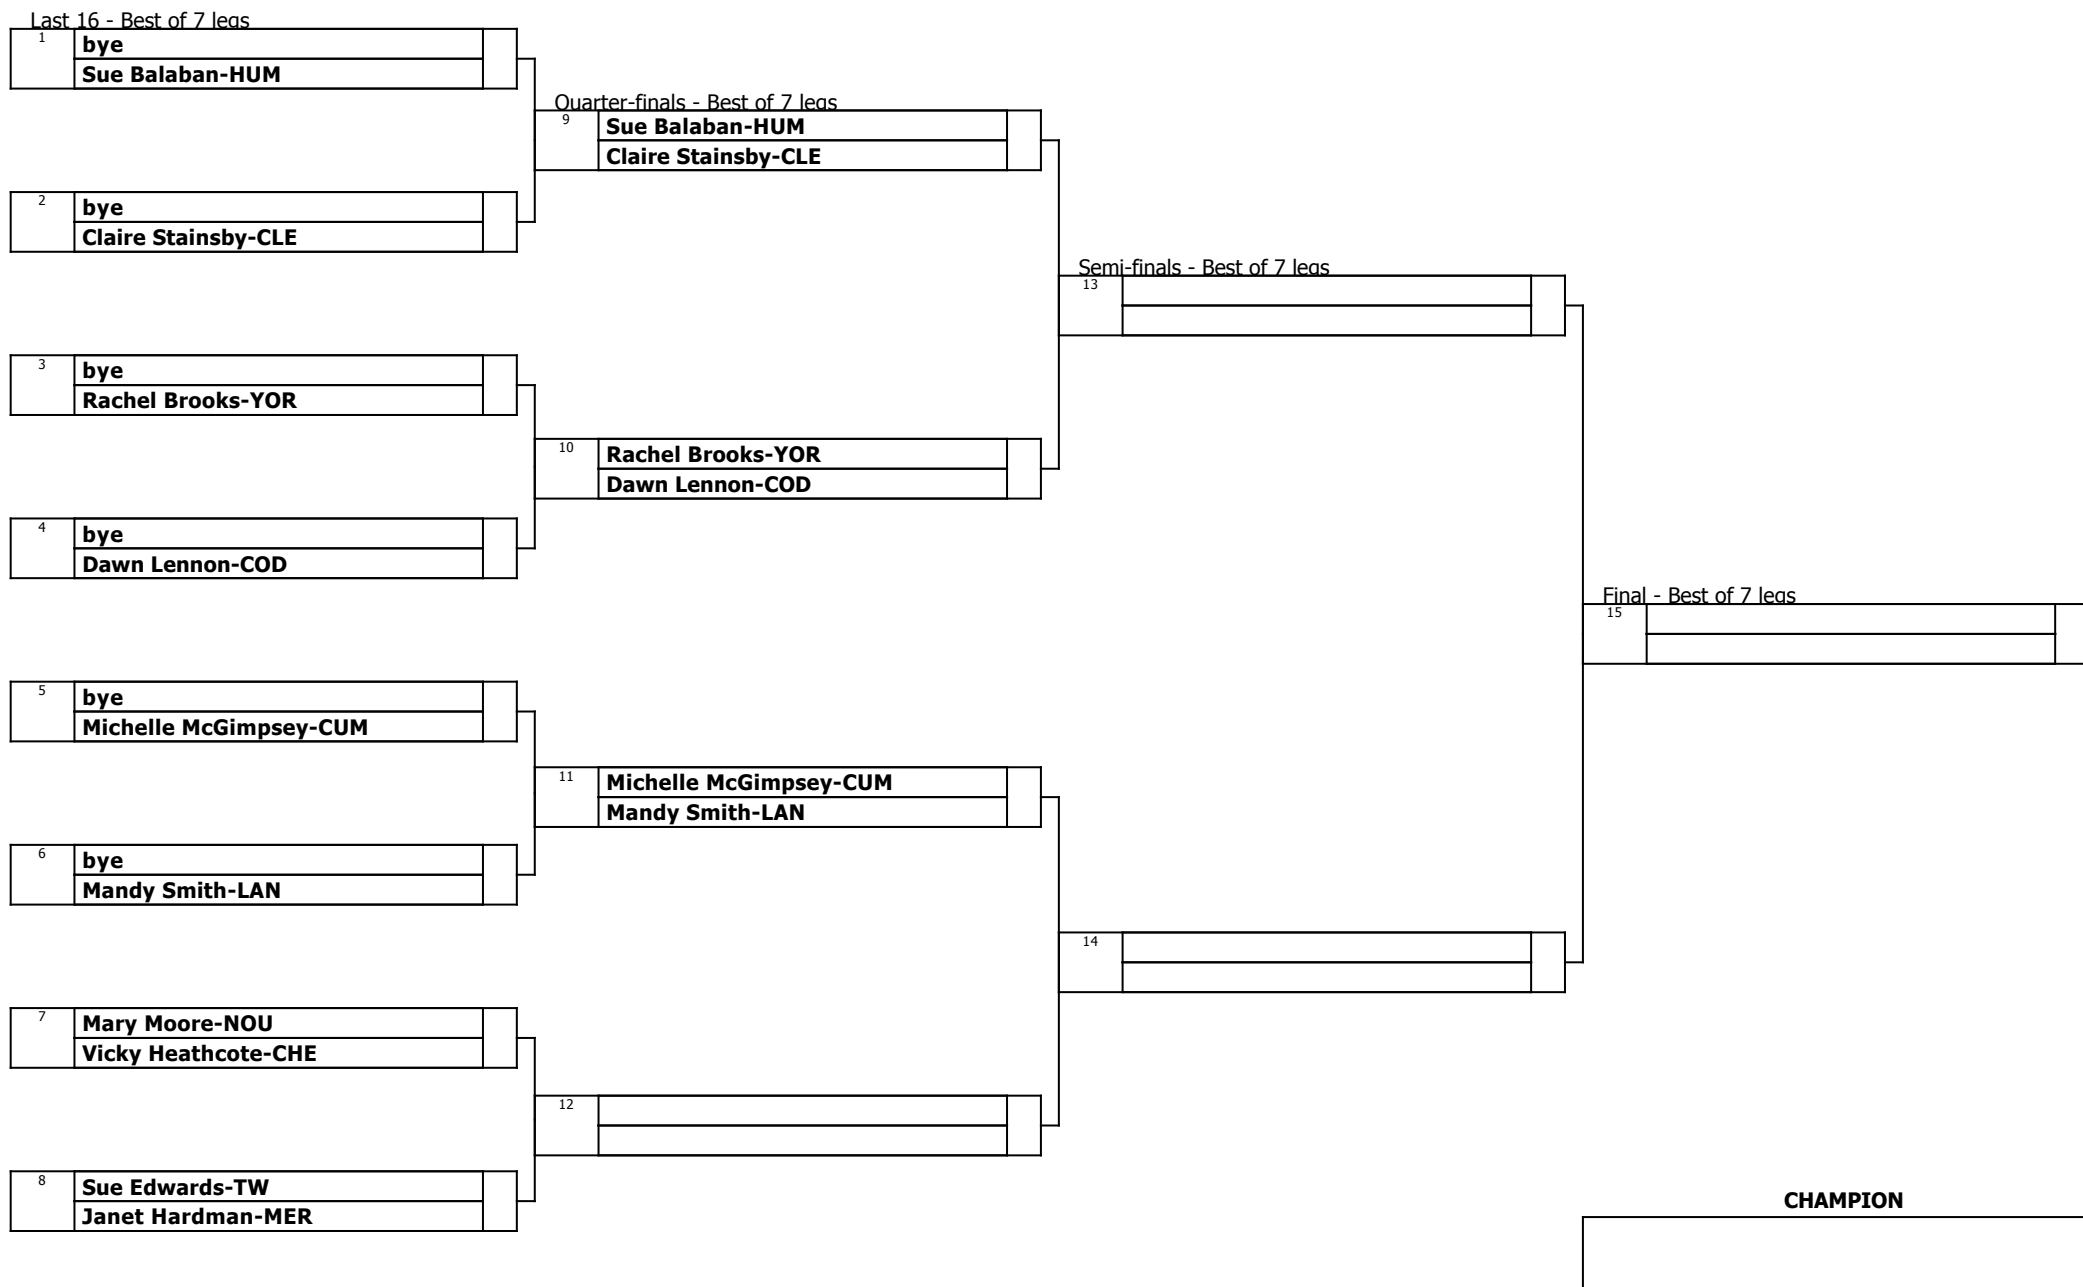 Last 16 - Best of 7 legs
1
bye
Sue Balaban-HUM
2
bye
Claire Stainsby-CLE
3
bye
Rachel Brooks-YOR
4
bye
Dawn Lennon-COD
5
bye
Michelle McGimpsey-CUM
6
bye
Mandy Smith-LAN
7
Mary Moore-NOU
Vicky Heathcote-CHE
8
Sue Edwards-TW
Janet Hardman-MER
Quarter-finals - Best of 7 legs
9
Sue Balaban-HUM
Claire Stainsby-CLE
10
Rachel Brooks-YOR
Dawn Lennon-COD
11
Michelle McGimpsey-CUM
Mandy Smith-LAN
12
Semi-finals - Best of 7 legs
13
14
Final - Best of 7 legs
15
CHAMPION